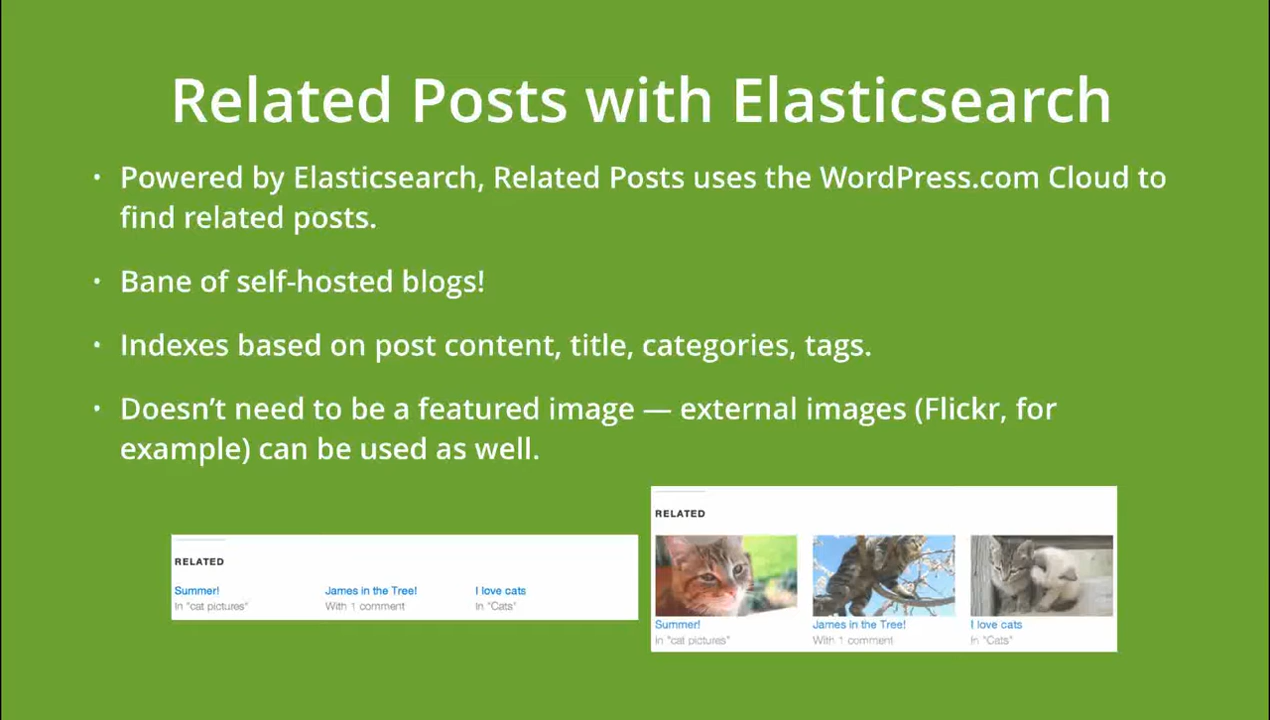 Related Posts with Elasticsearch
• Powered by Elasticsearch, Related Posts uses the WordPress.com Cloud to
find related posts.
• Bane of self-hosted blogs!
• Indexes based on post content, title, categories, tags.
• Doesn’t need to be a featured image — external images (Flickr, for
example) can be used as well.
RELATED
Summer! James in the Tree! I love cats
In "cat pictures" With 1 comment In "Cats"
RELATED
Summer! James in the Tree! I love cats
In "cat pictures" With 1 comment In "Cats"